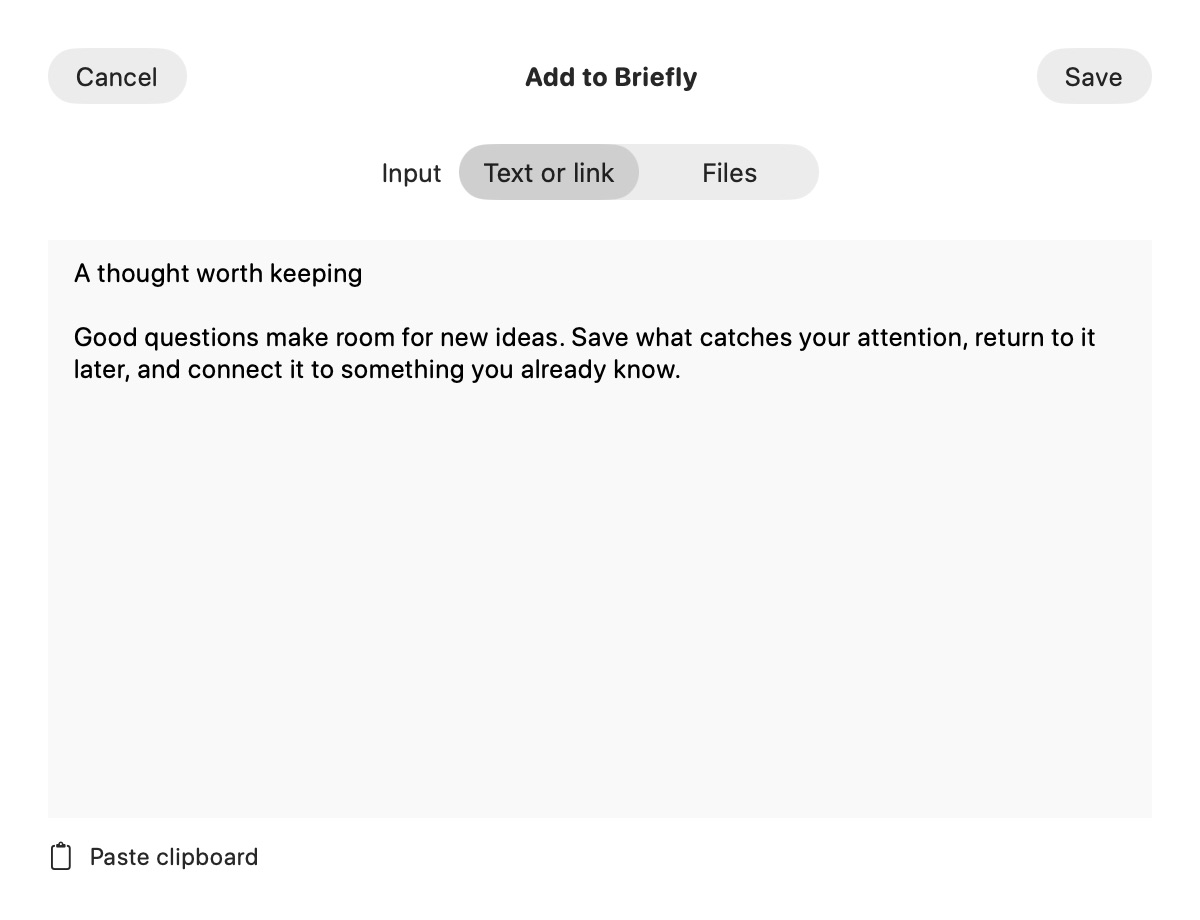 Cancel
Add to Briefly
Save
Input
Text or link
Files
A thought worth keeping
Good questions make room for new ideas. Save what catches your attention, return to it
later, and connect it to something you already know.
Paste clipboard